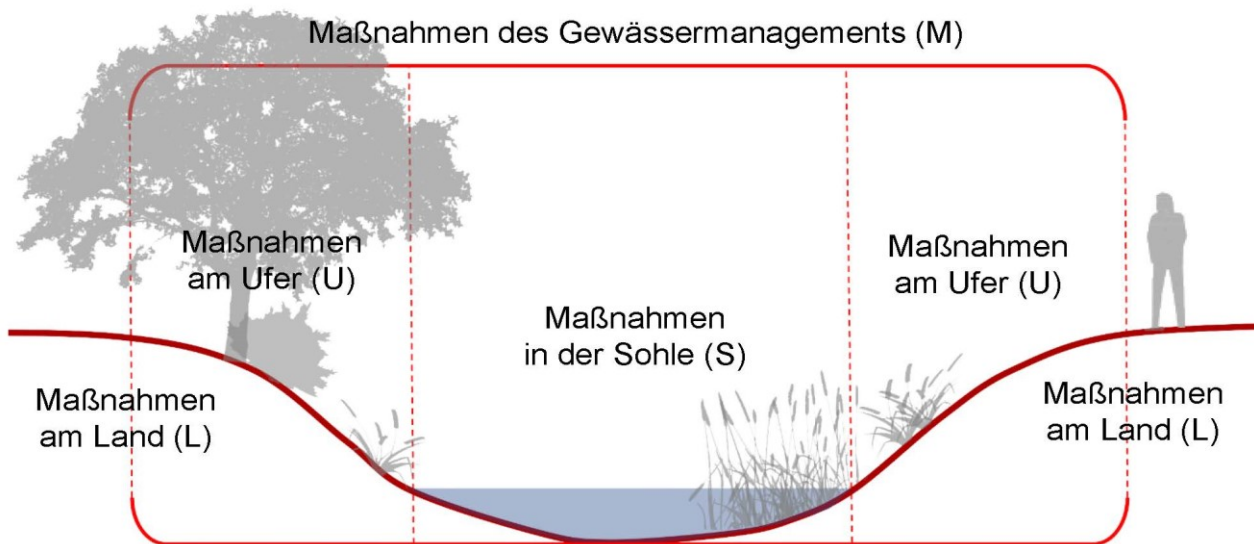 Maßnahmen des Gewässermanagements (M)
Maßnahmen
am Ufer (U)
Maßnahmen
am Ufer (U)
Maßnahmen
in der Sohle (S)
Maßnahmen
am Land (L)
Maßnahmen
am Land (L)